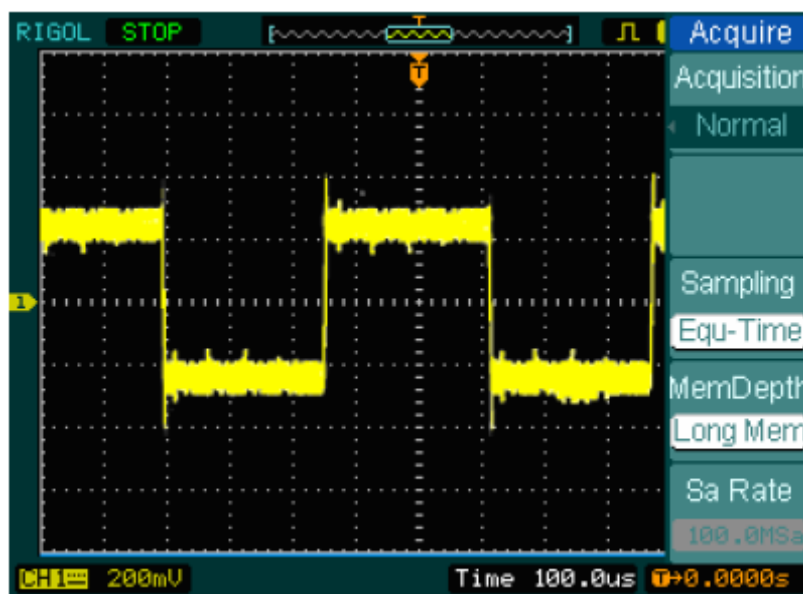 RIGOL STOP T Acquire
Acquisition
T
Normal
Sampling
1
Equ-Time
MemDepth
Long Mem
Sa Rate
100.0MSa
CH1 200mV Time 100.0us T→0.0000s